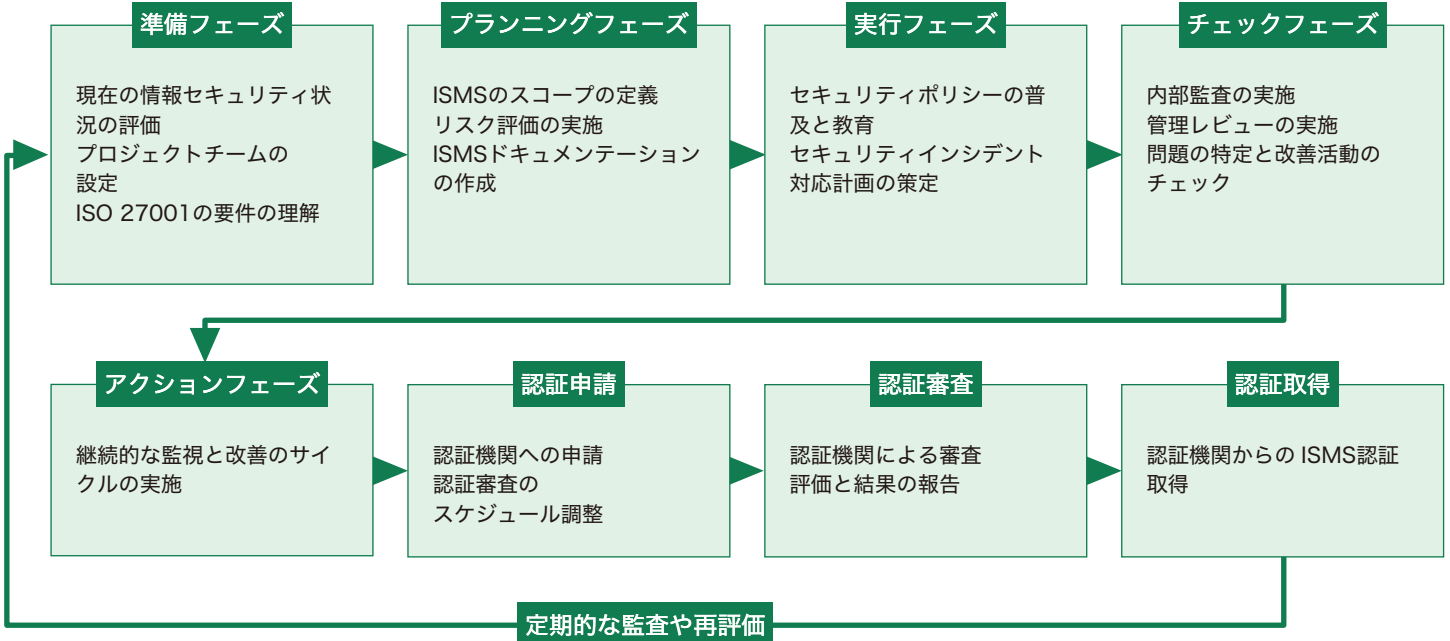 準備フェーズ
現在の情報セキュリティ状
況の評価
プロジェクトチームの
設定
ISO 27001の要件の理解
プランニングフェーズ
ISMSのスコープの定義
リスク評価の実施
ISMSドキュメンテーション
の作成
実行フェーズ
セキュリティポリシーの普
及と教育
セキュリティインシデント
対応計画の策定
チェックフェーズ
内部監査の実施
管理レビューの実施
問題の特定と改善活動の
チェック
アクションフェーズ
継続的な監視と改善のサイ
クルの実施
認証申請
認証機関への申請
認証審査の
スケジュール調整
認証審査
認証機関による審査
評価と結果の報告
認証取得
認証機関からの ISMS認証
取得
定期的な監査や再評価